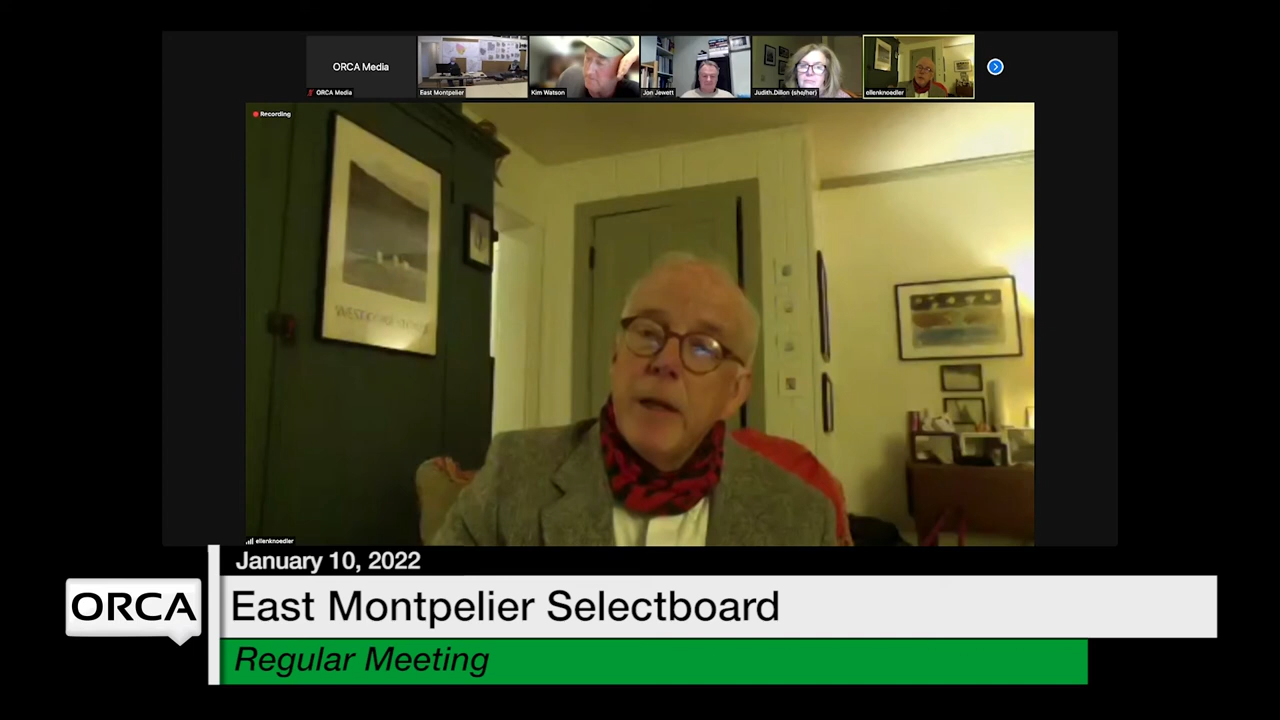 ORCA Media
ORCA Media
East Montpelier
Kim Watson
Jon Jewett
Judith.Dillon (she/her)
ellenknoedler
Recording
ellenknoedler
January 10, 2022
ORCA
East Montpelier Selectboard
Regular Meeting